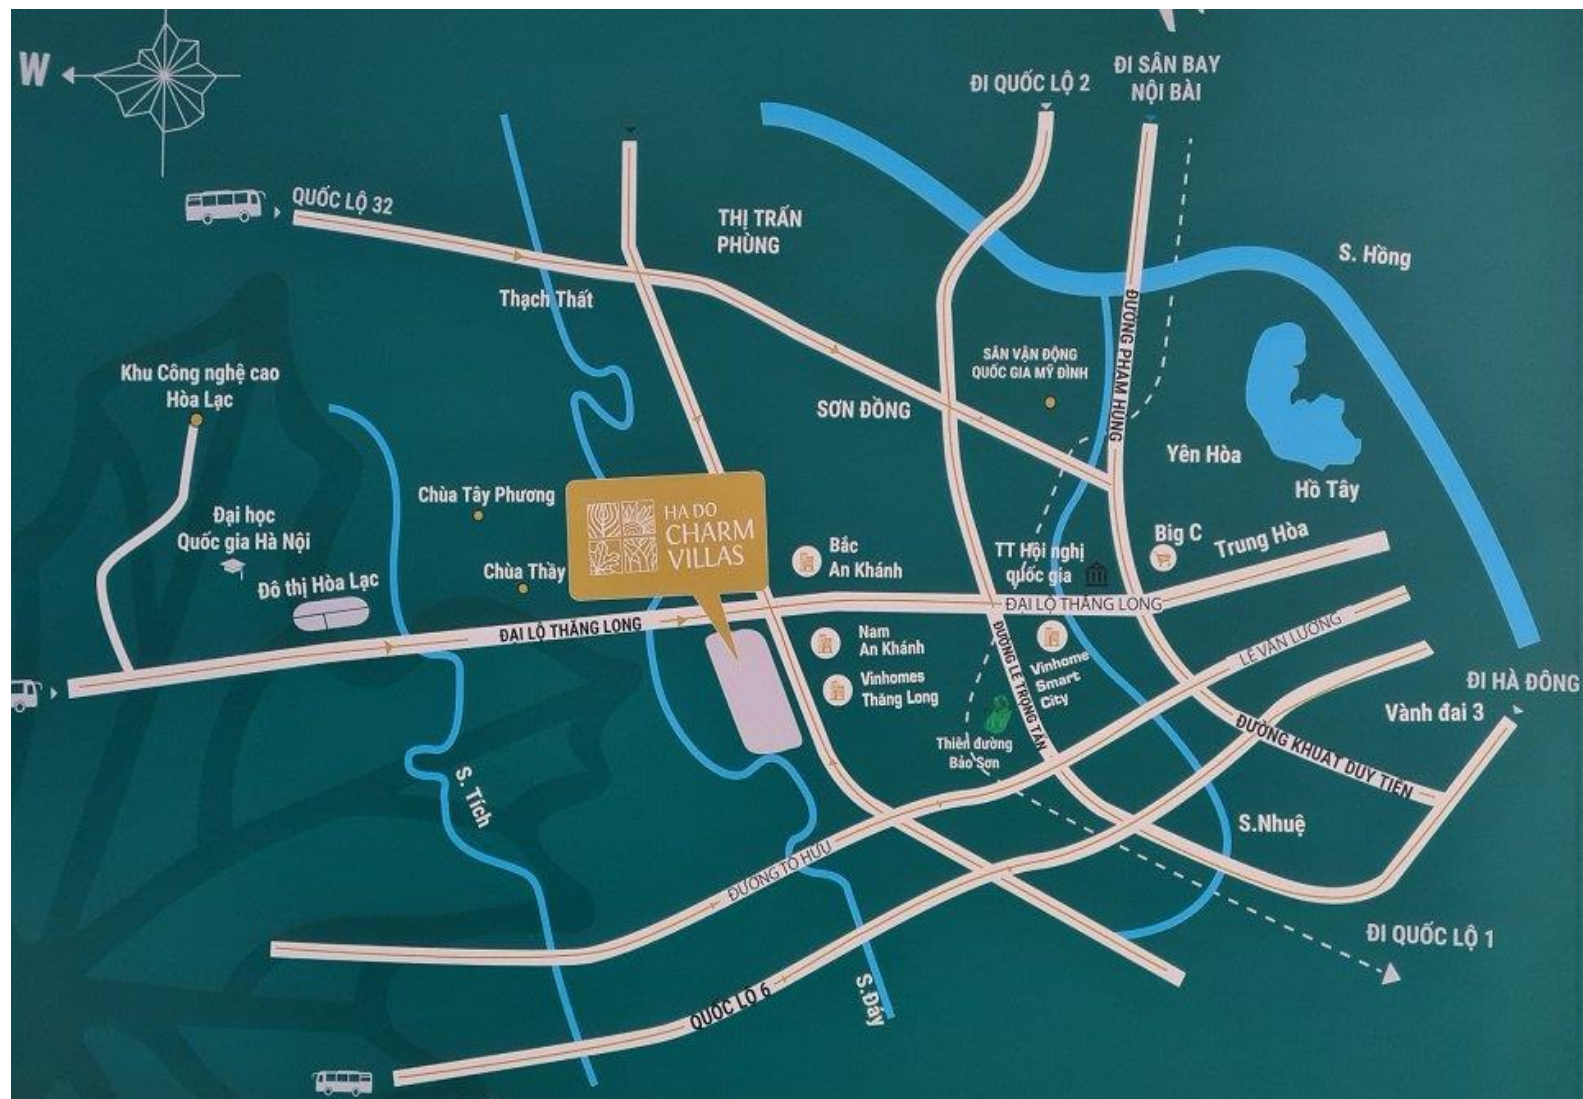 W
ĐI QUỐC LỘ 2
ĐI SÂN BAY
NỘI BÀI
QUỐC LỘ 32
THỊ TRẤN
PHÙNG
S. Hồng
Thạch Thất
ĐƯỜNG PHẠM HÙNG
SÂN VẬN ĐỘNG
QUỐC GIA MỸ ĐÌNH
Khu Công nghệ cao
Hòa Lạc
SƠN ĐỒNG
Yên Hòa
Hồ Tây
Chùa Tây Phương
HA DO
CHARM
VILLAS
Đại học
Quốc gia Hà Nội
Big C
Trung Hòa
Bắc
An Khánh
TT Hội nghị
quốc gia
Chùa Thầy
Đô thị Hòa Lạc
ĐẠI LỘ THĂNG LONG
ĐẠI LỘ THĂNG LONG
Nam
An Khánh
ĐƯỜNG LÊ TRỌNG TẤN
LÊ VĂN LƯƠNG
Vinhome
Smart
City
Vinhomes
Thăng Long
ĐI HÀ ĐÔNG
Vành đai 3
ĐƯỜNG KHUẤT DUY TIẾN
Thiên đường
Bảo Sơn
S. Tích
S.Nhuệ
ĐƯỜNG TỐ HỮU
ĐI QUỐC LỘ 1
QUỐC LỘ 6
S.Đáy